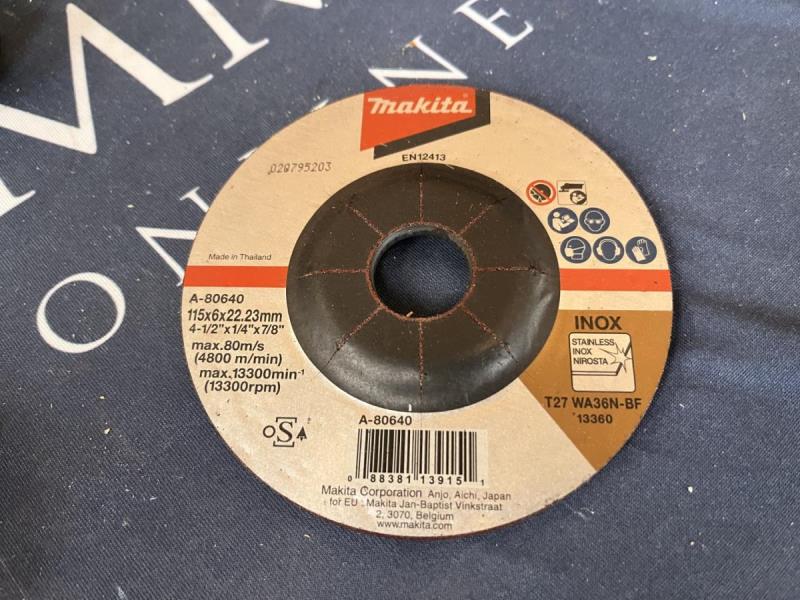 ONLINE
makita
EN12413
020795203
Made in Thailand
A-80640
115x6x22.23mm
4-1/2"x1/4"x7/8"
max.80m/s
(4800 m/min)
max.13300min⁻¹
(13300rpm)
INOX
STAINLESS
INOX
NIROSTA
T27 WA36N-BF
13360
S
A-80640
0 88381 13915 1
Makita Corporation Anjo, Aichi, Japan
for EU : Makita Jan-Baptist Vinkstraat
2, 3070, Belgium
www.makita.com